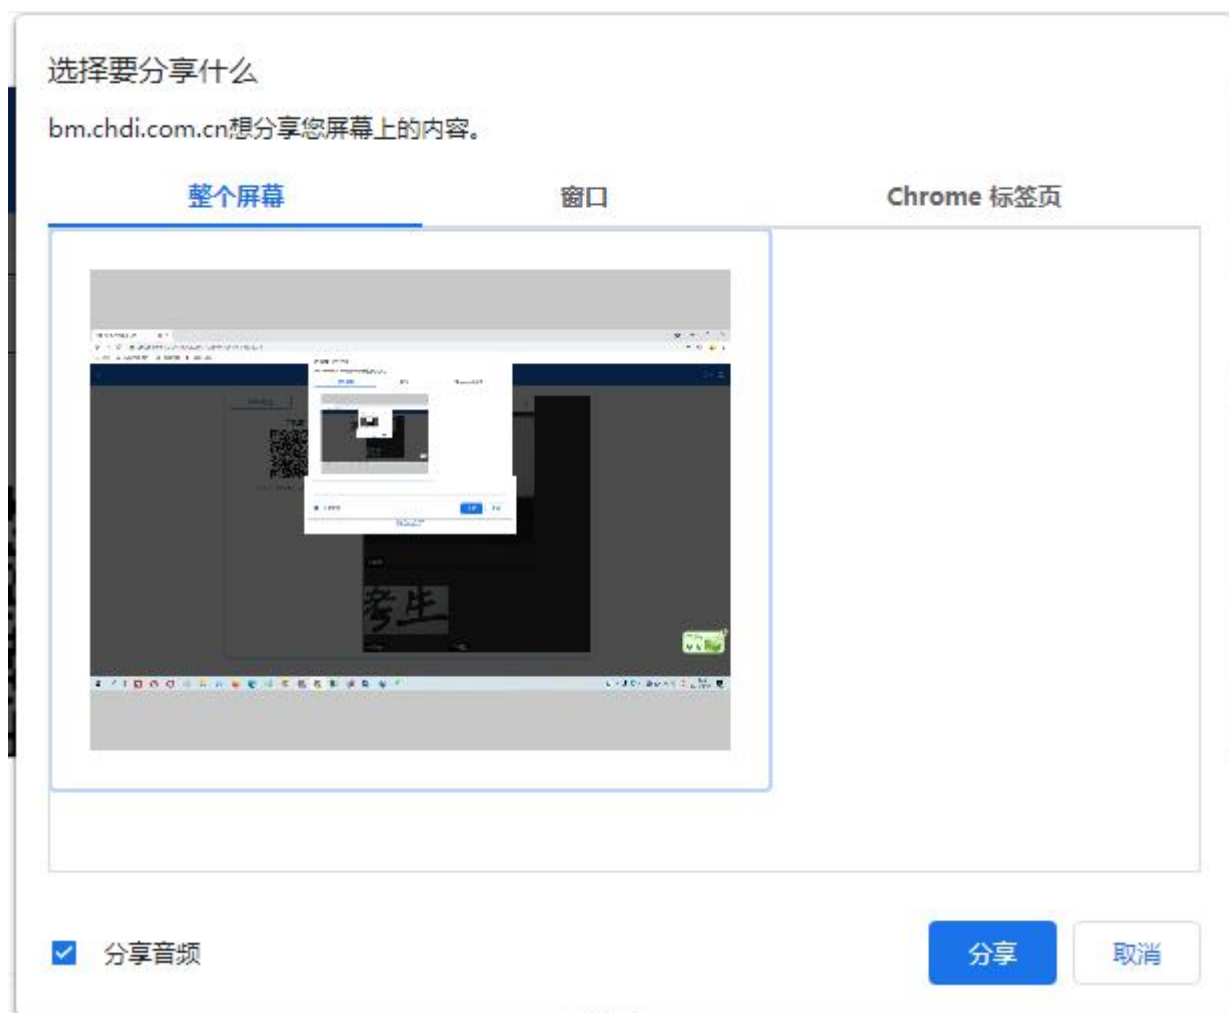 选择要分享什么
bm.chdi.com.cn想分享您屏幕上的内容。
整个屏幕 窗口 Chrome 标签页
考生
分享音频 分享 取消